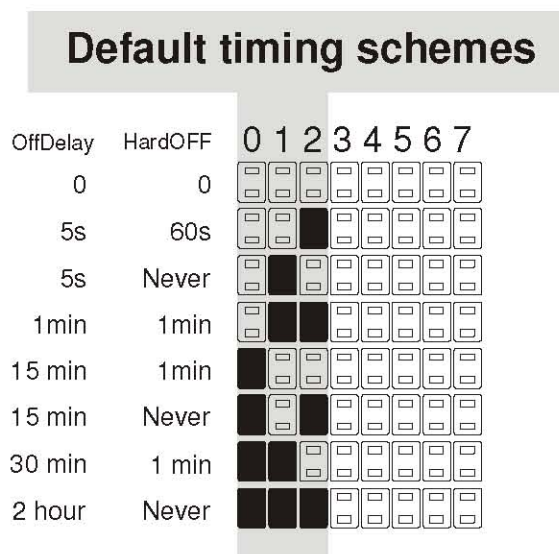 Default timing schemes
OffDelay HardOFF 0 1 2 3 4 5 6 7
0 0
5s 60s
5s Never
1min 1min
15 min 1min
15 min Never
30 min 1 min
2 hour Never